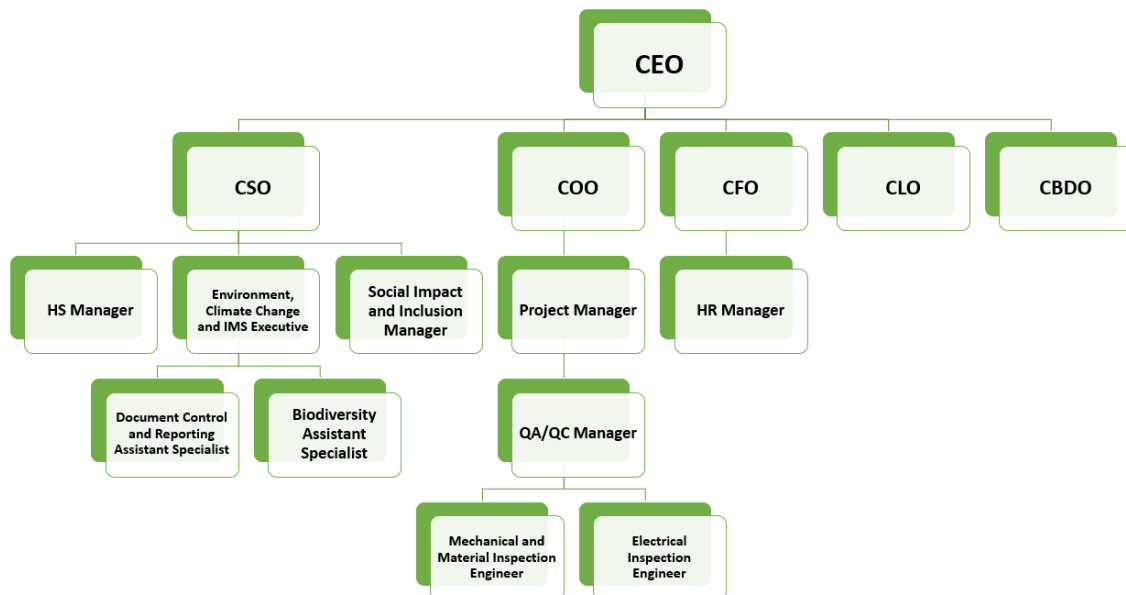 CEO
CSO
COO
CFO
CLO
CBDO
HS Manager
Environment,
Climate Change
and IMS Executive
Social Impact
and Inclusion
Manager
Project Manager
HR Manager
Document Control
and Reporting
Assistant Specialist
Biodiversity
Assistant
Specialist
QA/QC Manager
Mechanical and
Material Inspection
Engineer
Electrical
Inspection
Engineer